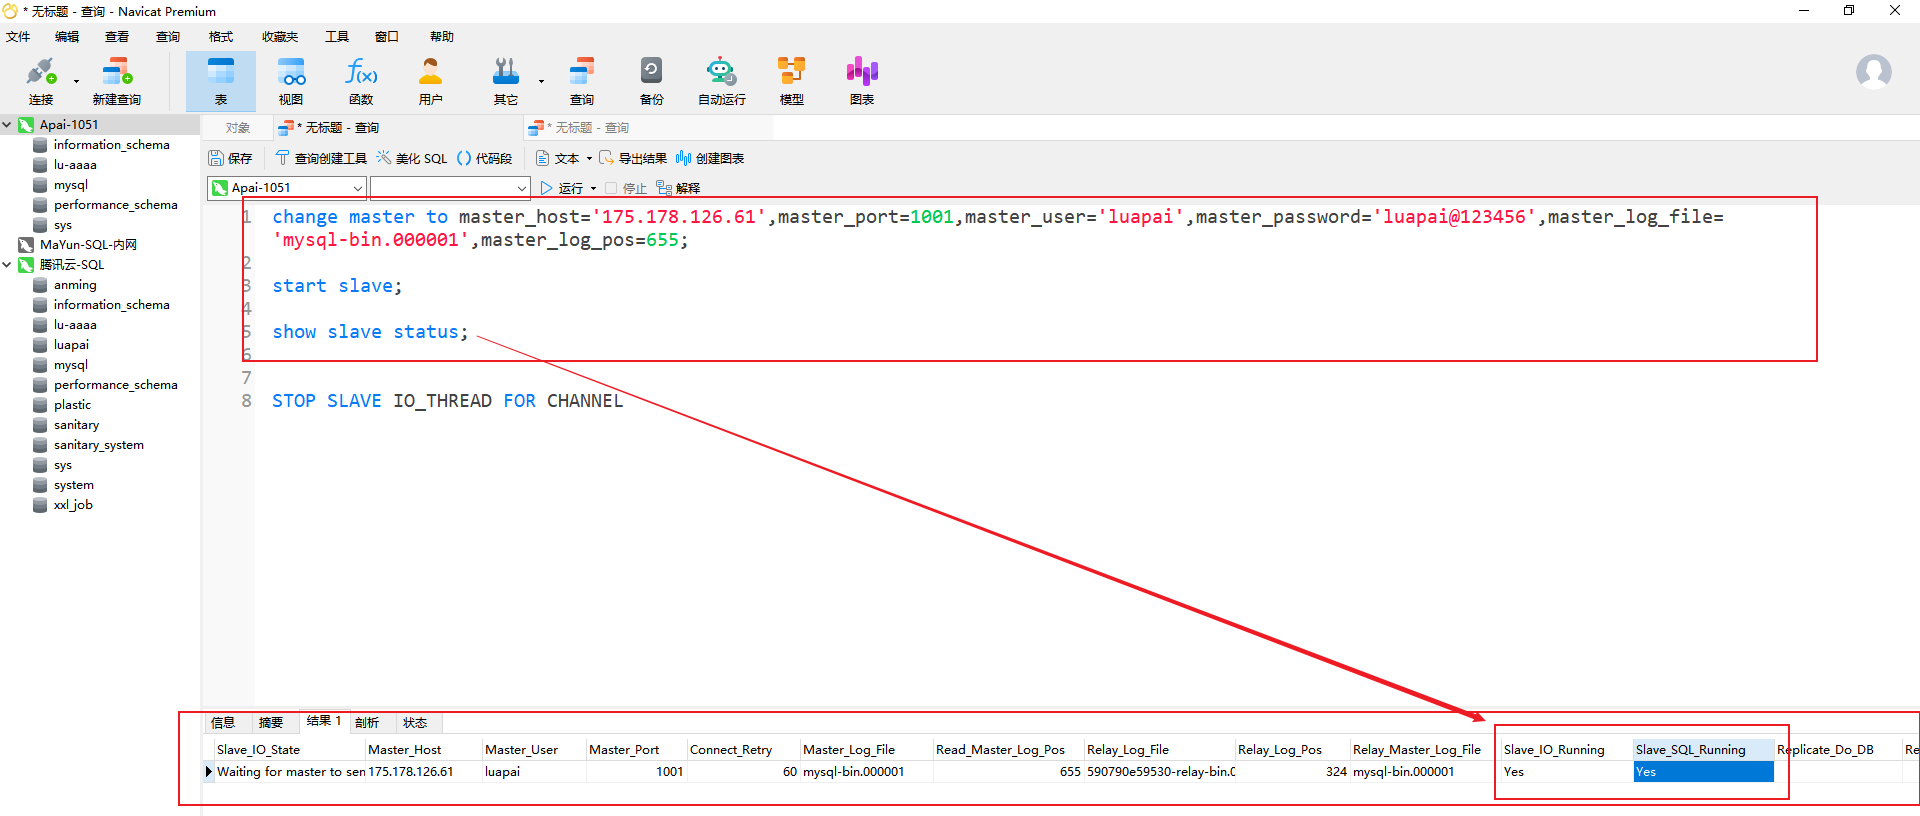 * 无标题 - 查询 - Navicat Premium
文件 编辑 查看 查询 格式 收藏夹 工具 窗口 帮助
连接 新建查询 表 视图 函数 用户 其它 查询 备份 自动运行 模型 图表
Apai-1051
information_schema
lu-aaaa
mysql
performance_schema
sys
MaYun-SQL-内网
腾讯云-SQL
anming
information_schema
lu-aaaa
luapai
mysql
performance_schema
plastic
sanitary
sanitary_system
sys
system
xxl_job
对象 * 无标题 - 查询 * 无标题 - 查询
保存 查询创建工具 美化 SQL 代码段 文本 导出结果 创建图表
Apai-1051 运行 停止 解释
1 change master to master_host='175.178.126.61',master_port=1001,master_user='luapai',master_password='luapai@123456',master_log_file=
'mysql-bin.000001',master_log_pos=655;
2
3 start slave;
4
5 show slave status;
6
7
8 STOP SLAVE IO_THREAD FOR CHANNEL
信息 摘要 结果 1 剖析 状态
Slave_IO_State Master_Host Master_User Master_Port Connect_Retry Master_Log_File Read_Master_Log_Pos Relay_Log_File Relay_Log_Pos Relay_Master_Log_File Slave_IO_Running Slave_SQL_Running Replicate_Do_DB Re
Waiting for master to sen 175.178.126.61 luapai 1001 60 mysql-bin.000001 655 590790e59530-relay-bin.0 324 mysql-bin.000001 Yes Yes